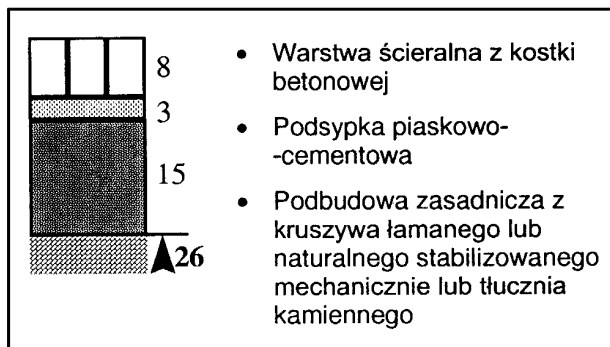 8
3
15
26
• Warstwa ścieralna z kostki
betonowej
• Podsypka piaskowo-
-cementowa
• Podbudowa zasadnicza z
kruszywa łamanego lub
naturalnego stabilizowanego
mechanicznie lub tłucznia
kamiennego